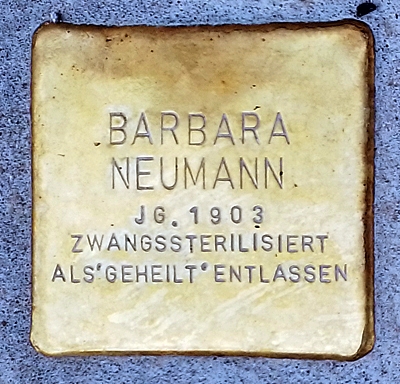 BARBARA
NEUMANN
JG. 1903
ZWANGSSTERILISIERT
ALS "GEHEILT" ENTLASSEN